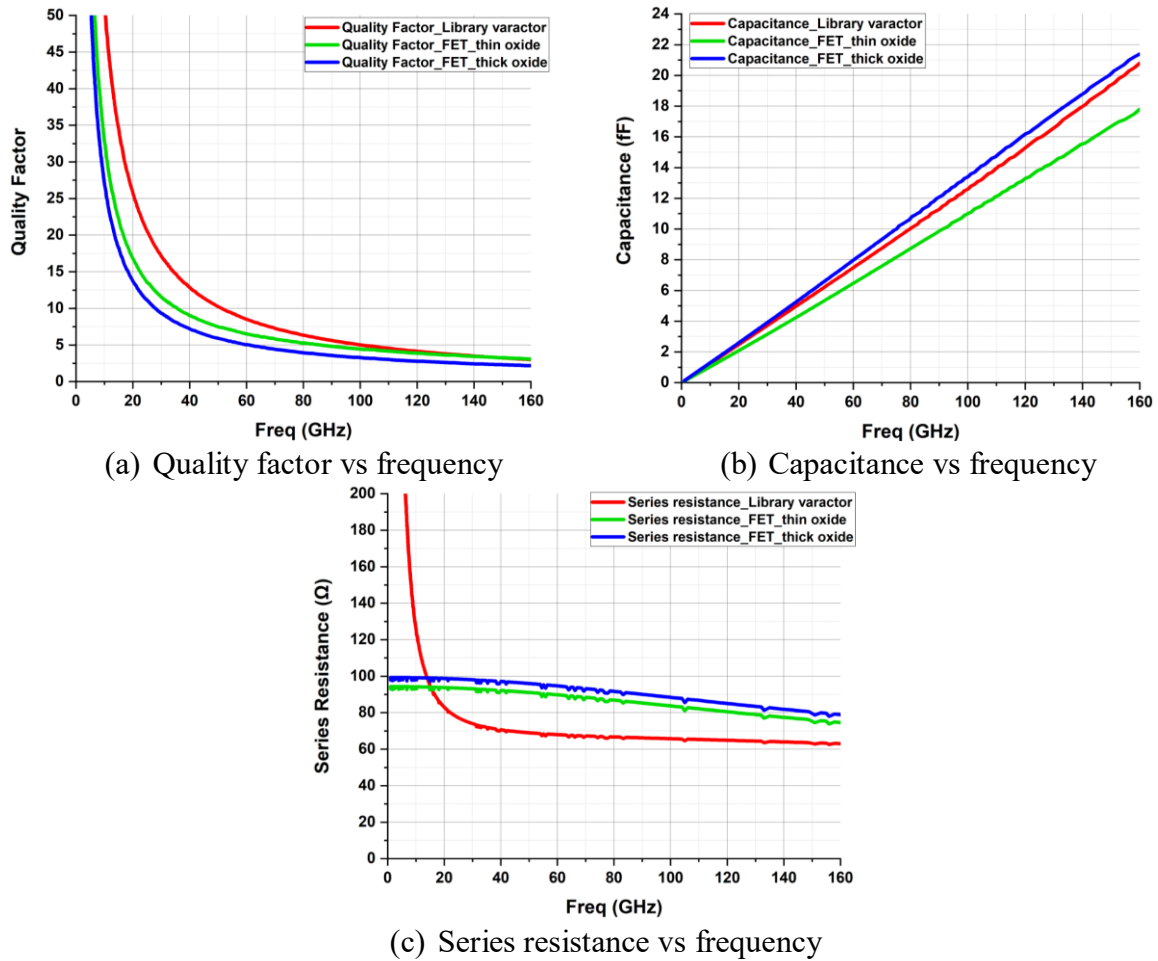 Quality Factor_Library varactor
Quality Factor_FET_thin oxide
Quality Factor_FET_thick oxide
50
45
40
35
30
25
20
15
10
5
0
Quality Factor
0 20 40 60 80 100 120 140 160
Freq (GHz)
(a) Quality factor vs frequency
Capacitance_Library varactor
Capacitance_FET_thin oxide
Capacitance_FET_thick oxide
24
22
20
18
16
14
12
10
8
6
4
2
0
Capacitance (fF)
0 20 40 60 80 100 120 140 160
Freq (GHz)
(b) Capacitance vs frequency
Series resistance_Library varactor
Series resistance_FET_thin oxide
Series resistance_FET_thick oxide
200
180
160
140
120
100
80
60
40
20
0
Series Resistance (Ω)
0 20 40 60 80 100 120 140 160
Freq (GHz)
(c) Series resistance vs frequency